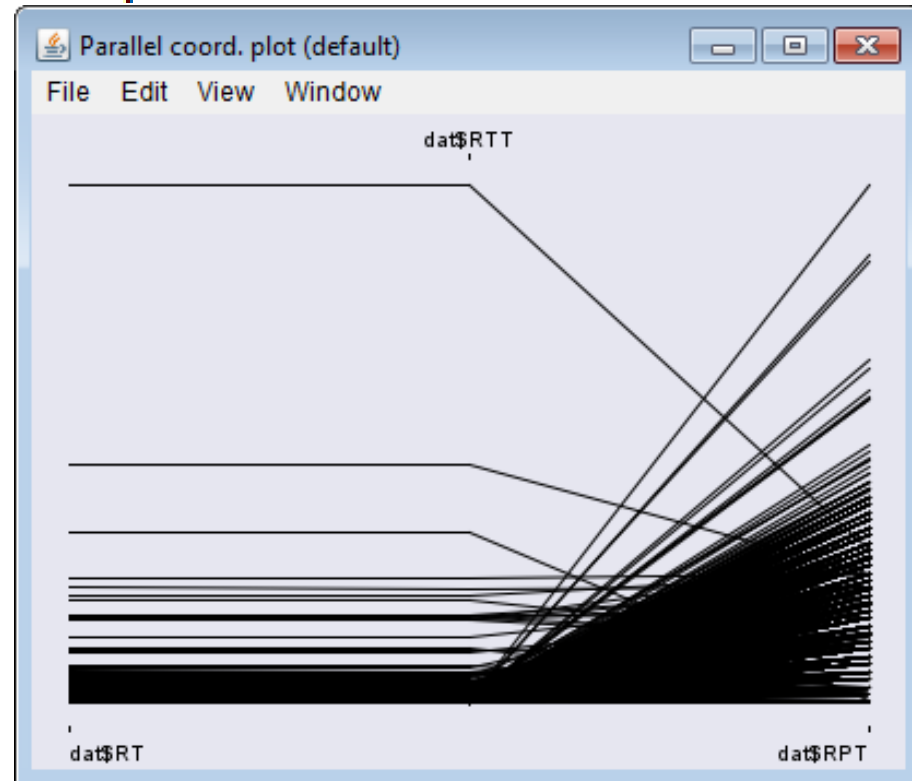 Parallel coord. plot (default)
File Edit View Window
dat$RTT
dat$RT
dat$RPT